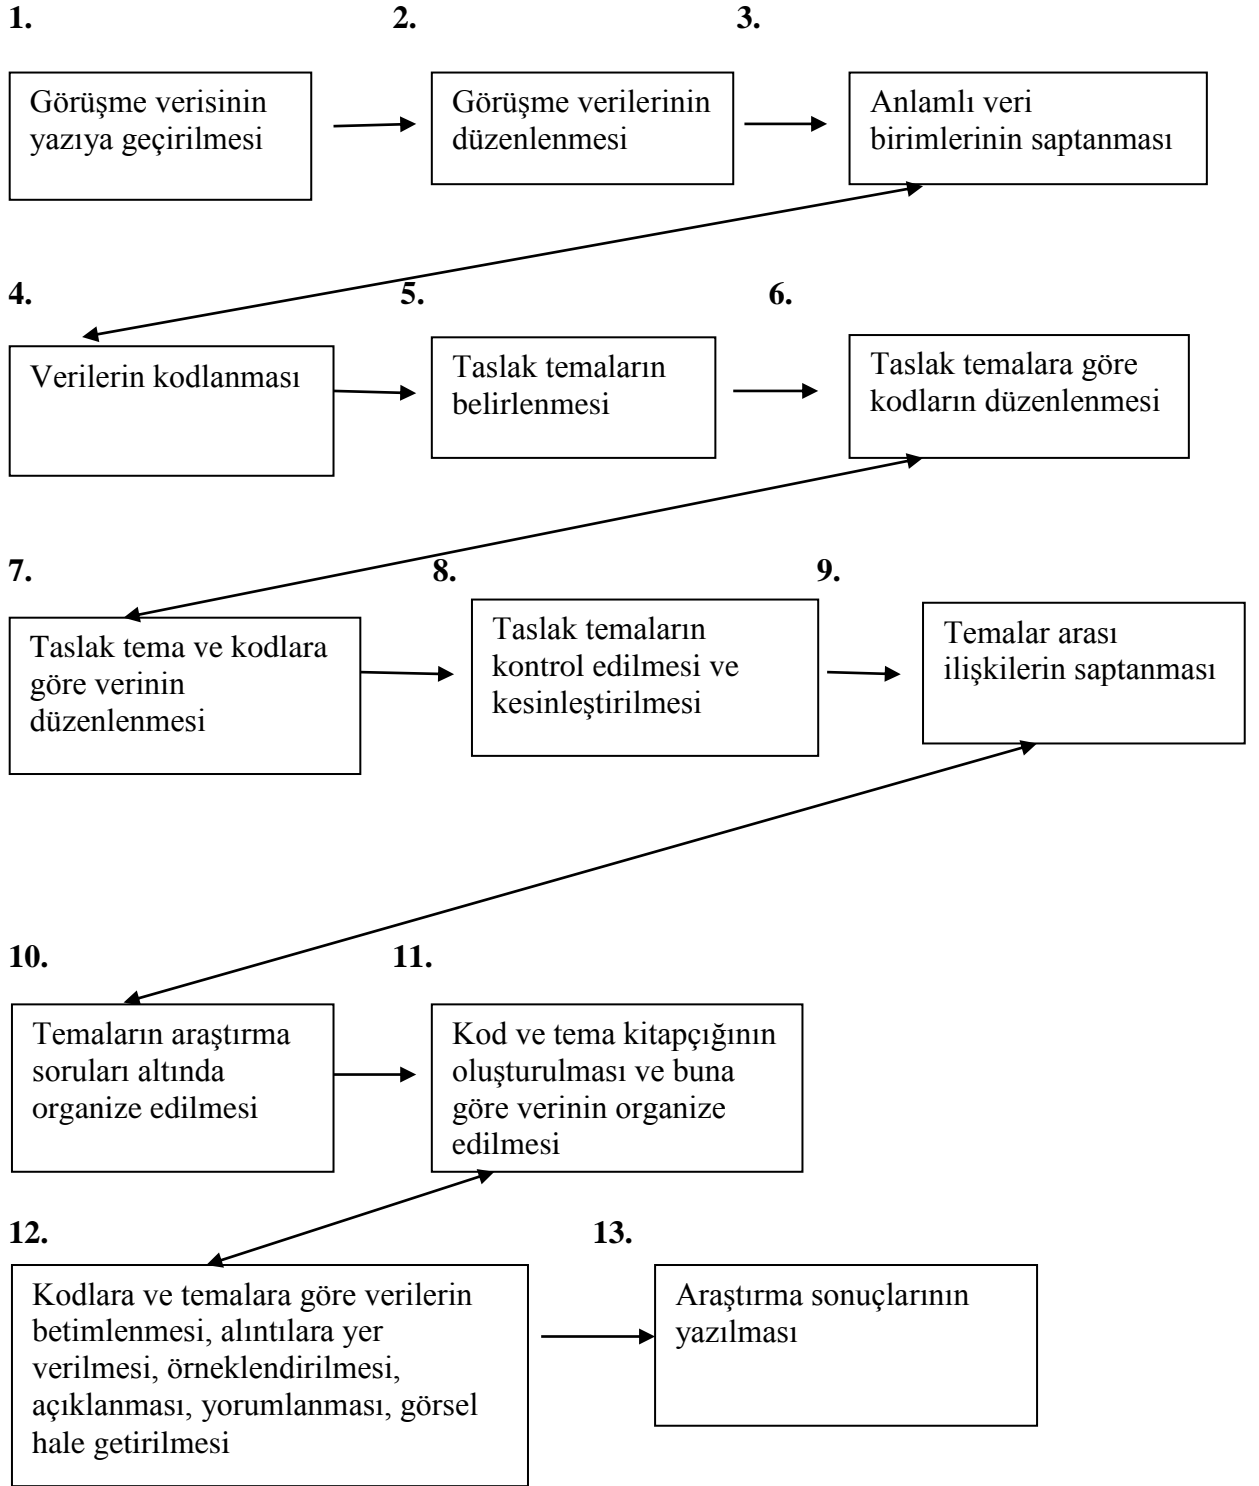 1.
2.
3.
Görüşme verisinin
yazıya geçirilmesi
Görüşme verilerinin
düzenlenmesi
Anlamlı veri
birimlerinin saptanması
4.
5.
6.
Verilerin kodlanması
Taslak temaların
belirlenmesi
Taslak temalara göre
kodların düzenlenmesi
7.
8.
9.
Taslak tema ve kodlara
göre verinin
düzenlenmesi
Taslak temaların
kontrol edilmesi ve
kesinleştirilmesi
Temalar arası
ilişkilerin saptanması
10.
11.
Temaların araştırma
soruları altında
organize edilmesi
Kod ve tema kitapçığının
oluşturulması ve buna
göre verinin organize
edilmesi
12.
13.
Kodlara ve temalara göre verilerin
betimlenmesi, alıntılara yer
verilmesi, örneklendirilmesi,
açıklanması, yorumlanması, görsel
hale getirilmesi
Araştırma sonuçlarının
yazılması